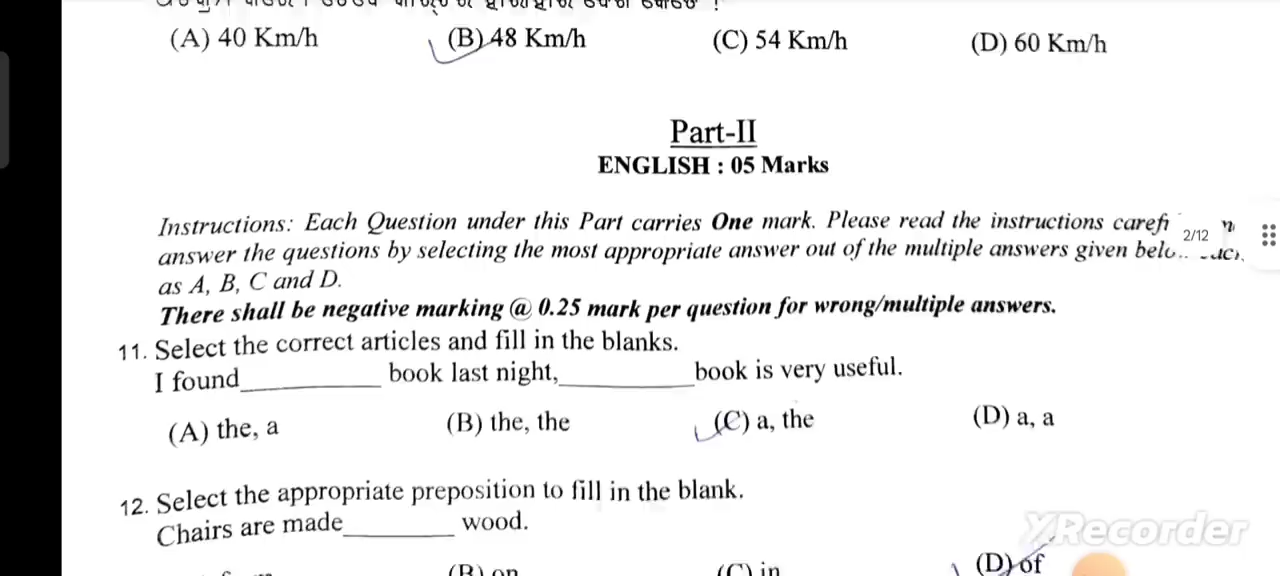 (A) 40 Km/h (B) 48 Km/h (C) 54 Km/h (D) 60 Km/h
Part-II
ENGLISH : 05 Marks
Instructions: Each Question under this Part carries One mark. Please read the instructions
2/12
answer the questions by selecting the most appropriate answer out of the multiple answers given
as A, B, C and D.
There shall be negative marking @ 0.25 mark per question for wrong/multiple answers.
11. Select the correct articles and fill in the blanks.
I found__________ book last night,__________book is very useful.
(A) the, a (B) the, the (C) a, the (D) a, a
12. Select the appropriate preposition to fill in the blank.
Chairs are made________ wood.
(B) on (C) in (D) of
XRecorder